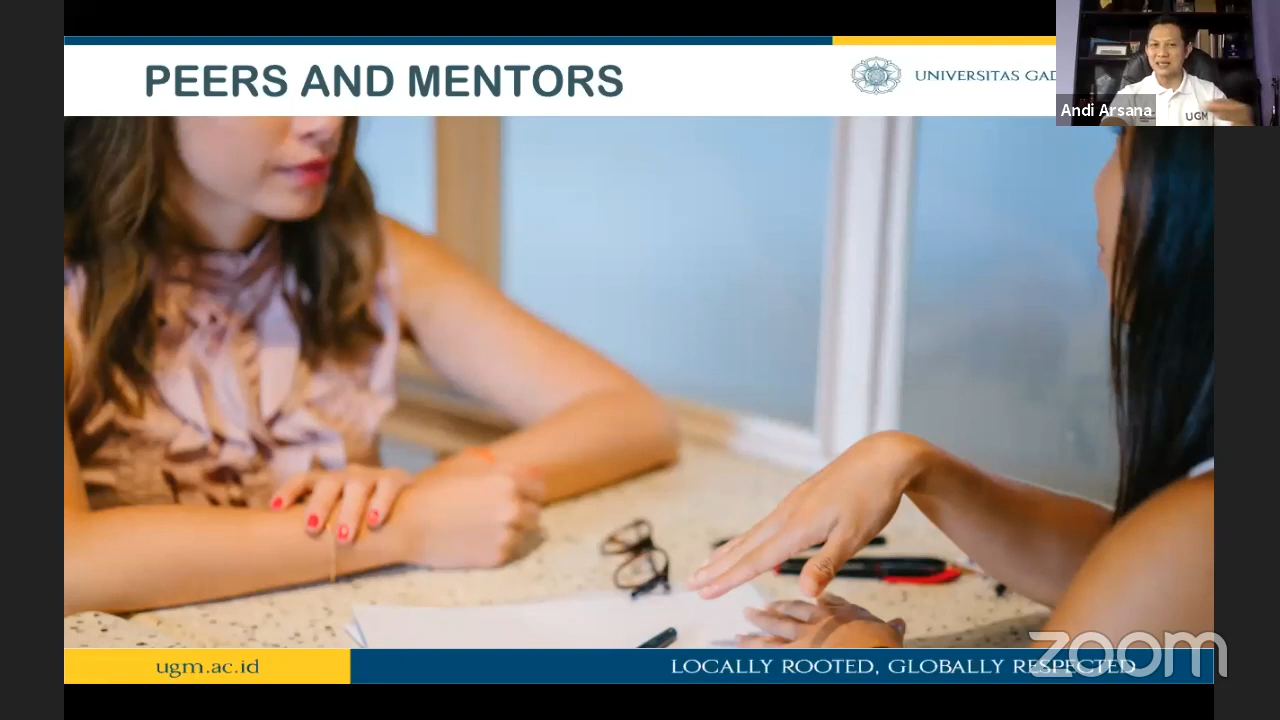 PEERS AND MENTORS
UNIVERSITAS GAD
Andi Arsana
UGM
ugm.ac.id
LOCALLY ROOTED, GLOBALLY RESPECTED
zoom